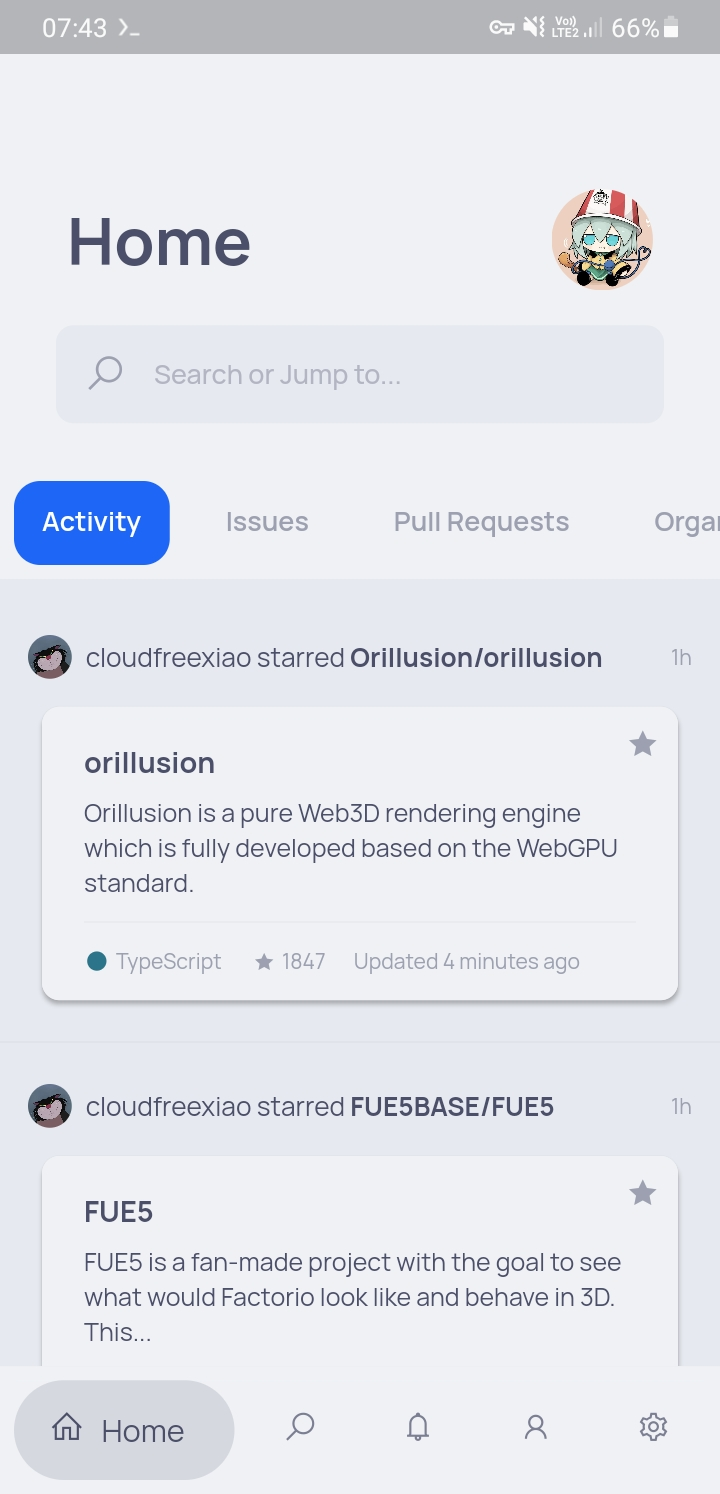 07:43
Vo))
LTE2
66%
Home
Search or Jump to...
Activity
Issues
Pull Requests
Orga
cloudfreexiao starred Orillusion/orillusion
1h
orillusion
Orillusion is a pure Web3D rendering engine
which is fully developed based on the WebGPU
standard.
TypeScript
1847
Updated 4 minutes ago
cloudfreexiao starred FUE5BASE/FUE5
1h
FUE5
FUE5 is a fan-made project with the goal to see
what would Factorio look like and behave in 3D.
This...
Home